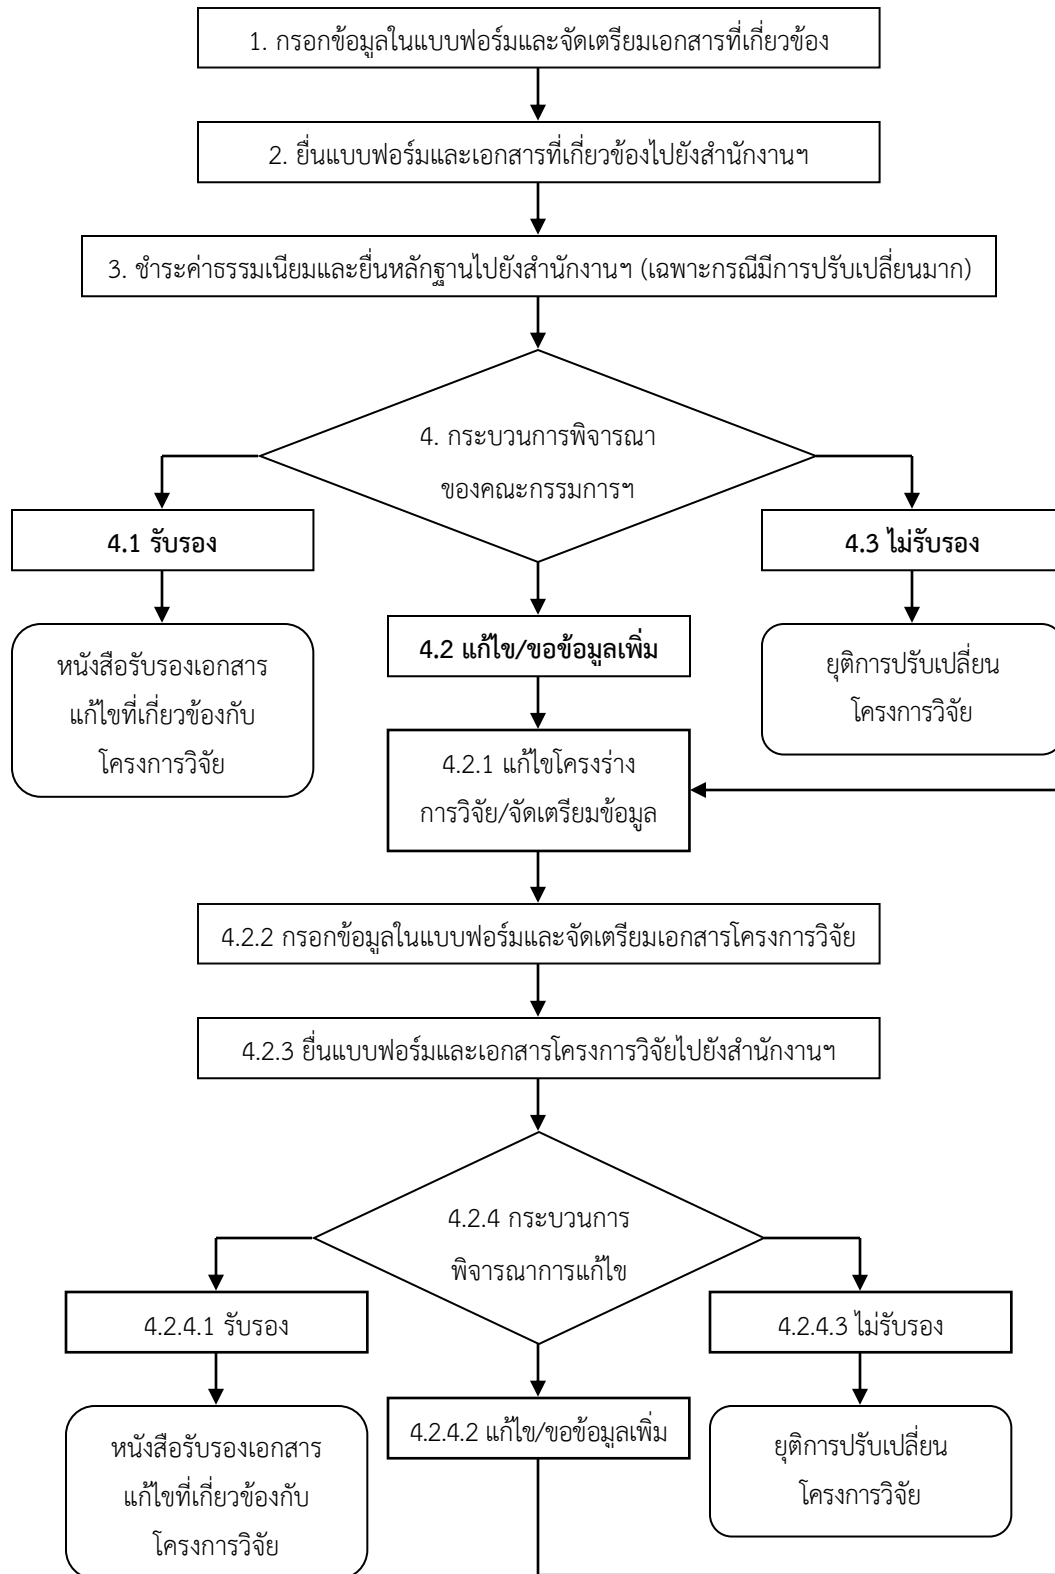 1. กรอกข้อมูลในแบบฟอร์มและจัดเตรียมเอกสารที่เกี่ยวข้อง
2. ยื่นแบบฟอร์มและเอกสารที่เกี่ยวข้องไปยังสำนักงานฯ
3. ชำระค่าธรรมเนียมและยื่นหลักฐานไปยังสำนักงานฯ (เฉพาะกรณีมีการปรับเปลี่ยนมาก)
4. กระบวนการพิจารณา
ของคณะกรรมการฯ
4.1 รับรอง
4.3 ไม่รับรอง
หนังสือรับรองเอกสาร
แก้ไขที่เกี่ยวข้องกับ
โครงการวิจัย
4.2 แก้ไข/ขอข้อมูลเพิ่ม
ยุติการปรับเปลี่ยน
โครงการวิจัย
4.2.1 แก้ไขโครงร่าง
การวิจัย/จัดเตรียมข้อมูล
4.2.2 กรอกข้อมูลในแบบฟอร์มและจัดเตรียมเอกสารโครงการวิจัย
4.2.3 ยื่นแบบฟอร์มและเอกสารโครงการวิจัยไปยังสำนักงานฯ
4.2.4 กระบวนการ
พิจารณาการแก้ไข
4.2.4.1 รับรอง
4.2.4.3 ไม่รับรอง
หนังสือรับรองเอกสาร
แก้ไขที่เกี่ยวข้องกับ
โครงการวิจัย
4.2.4.2 แก้ไข/ขอข้อมูลเพิ่ม
ยุติการปรับเปลี่ยน
โครงการวิจัย